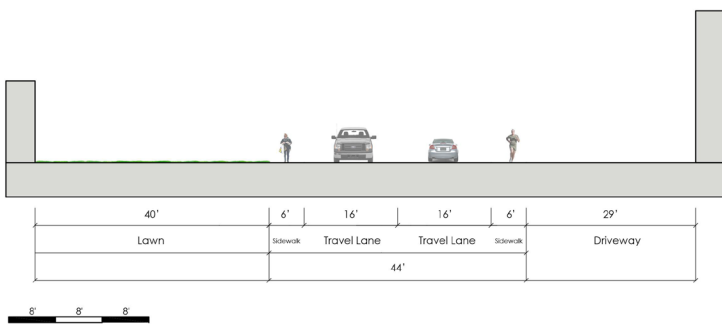 40' 6' 16' 16' 6' 29'
Lawn Sidewalk Travel Lane Travel Lane Sidewalk Driveway
44'
8' 8' 8'